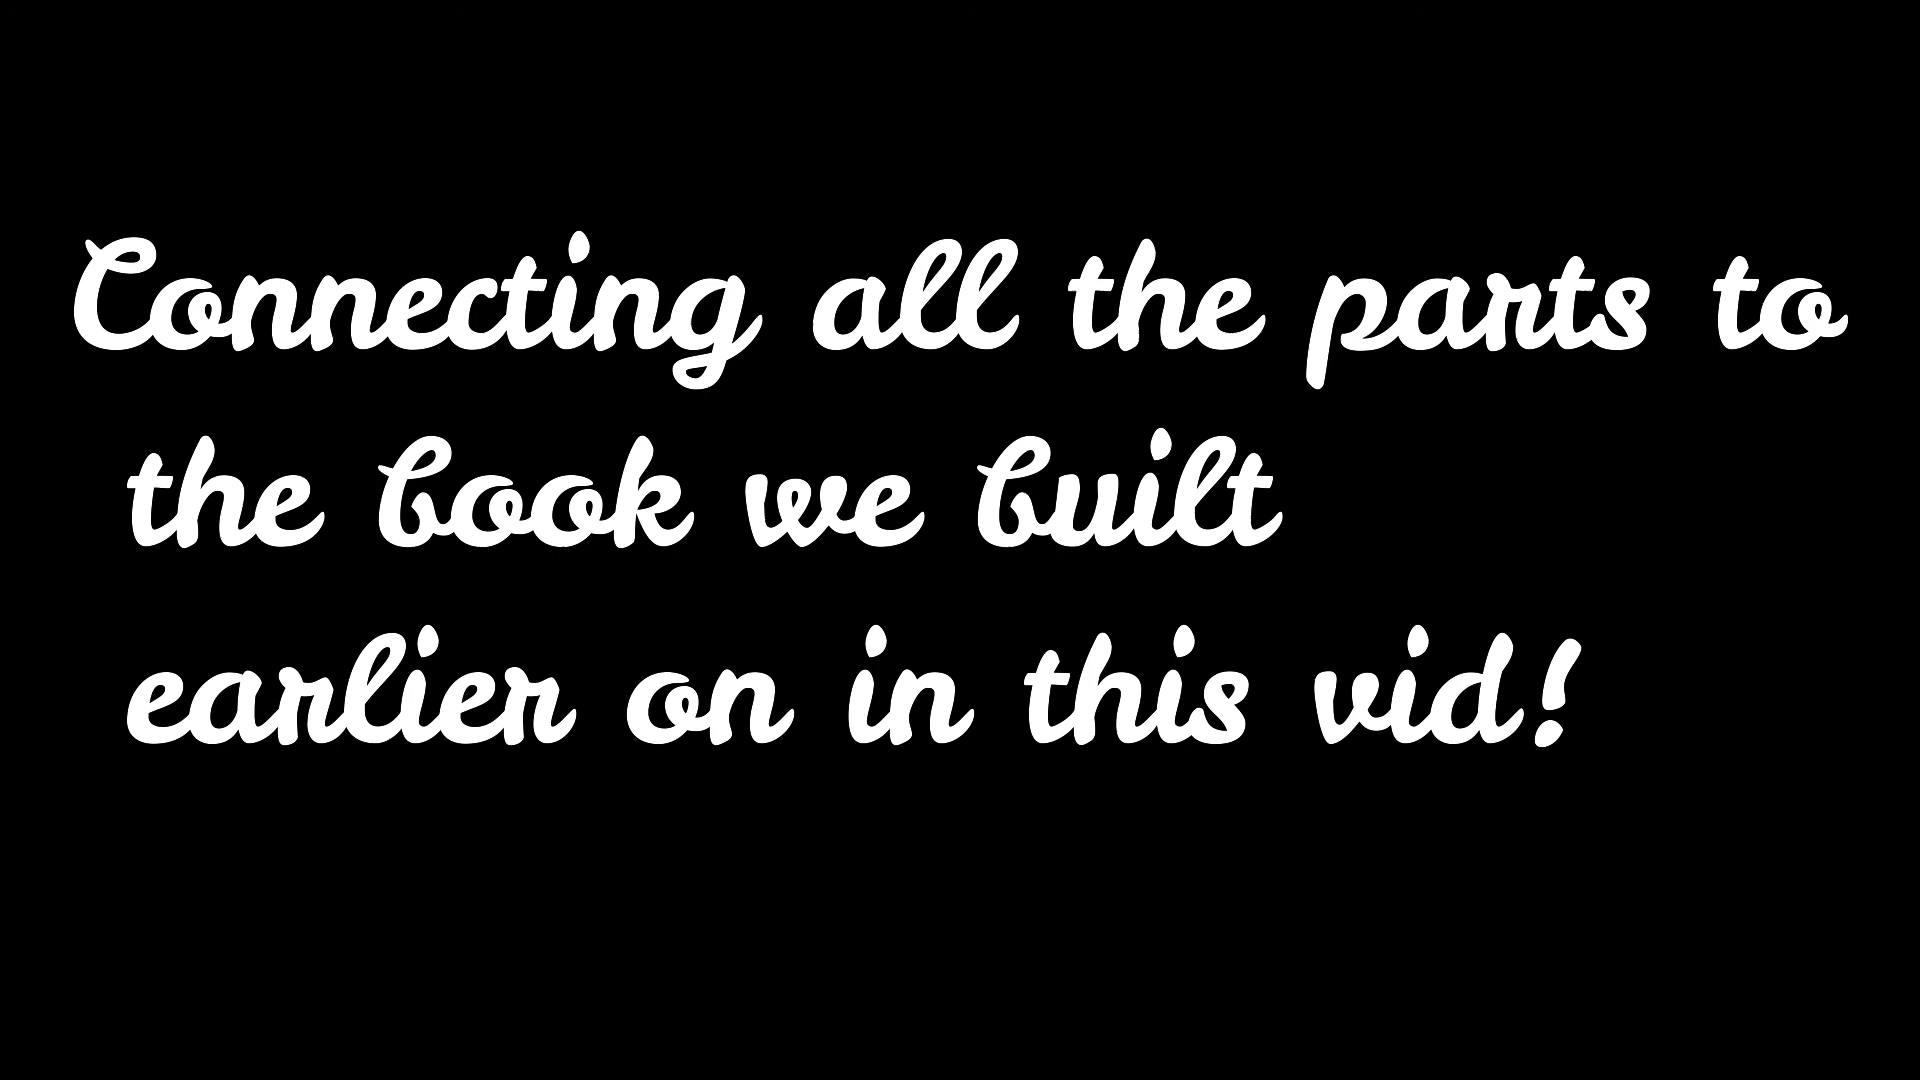 Connecting all the parts to
the book we built
earlier on in this vid!